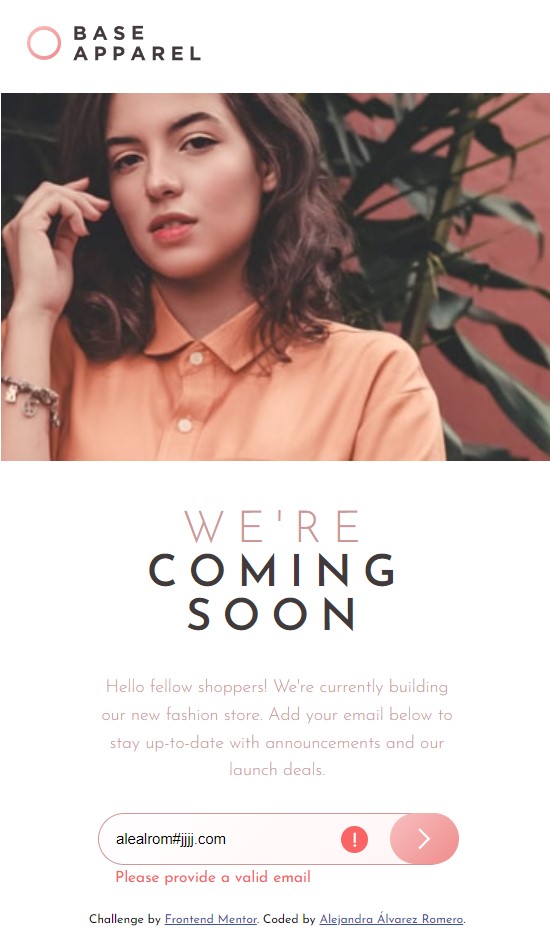 BASE
APPAREL
WE'RE
COMING
SOON
Hello fellow shoppers! We're currently building
our new fashion store. Add your email below to
stay up-to-date with announcements and our
launch deals.
alealrom#jjjj.com
!
Please provide a valid email
Challenge by Frontend Mentor. Coded by Alejandra Álvarez Romero.